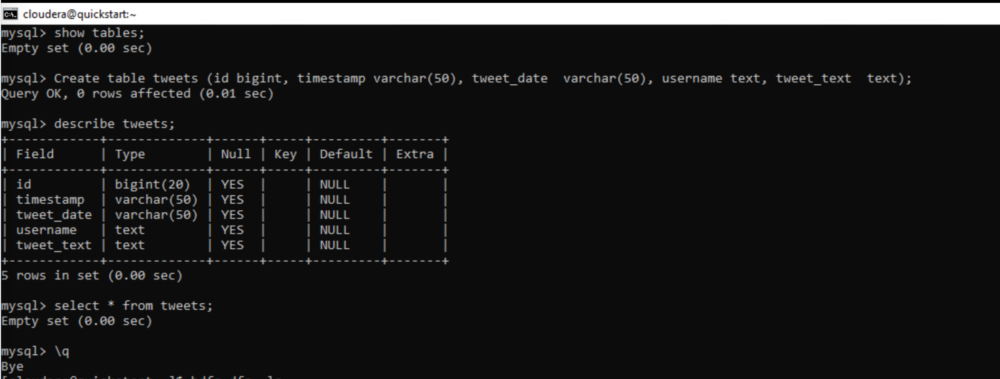 cloudera@quickstart:~
mysql> show tables;
Empty set (0.00 sec)
mysql> Create table tweets (id bigint, timestamp varchar(50), tweet_date  varchar(50), username text, tweet_text  text);
Query OK, 0 rows affected (0.01 sec)
mysql> describe tweets;
+------------+-------------+------+-----+---------+-------+
| Field      | Type        | Null | Key | Default | Extra |
+------------+-------------+------+-----+---------+-------+
| id         | bigint(20)  | YES  |     | NULL    |       |
| timestamp  | varchar(50) | YES  |     | NULL    |       |
| tweet_date | varchar(50) | YES  |     | NULL    |       |
| username   | text        | YES  |     | NULL    |       |
| tweet_text | text        | YES  |     | NULL    |       |
+------------+-------------+------+-----+---------+-------+
5 rows in set (0.00 sec)
mysql> select * from tweets;
Empty set (0.00 sec)
mysql> \q
Bye